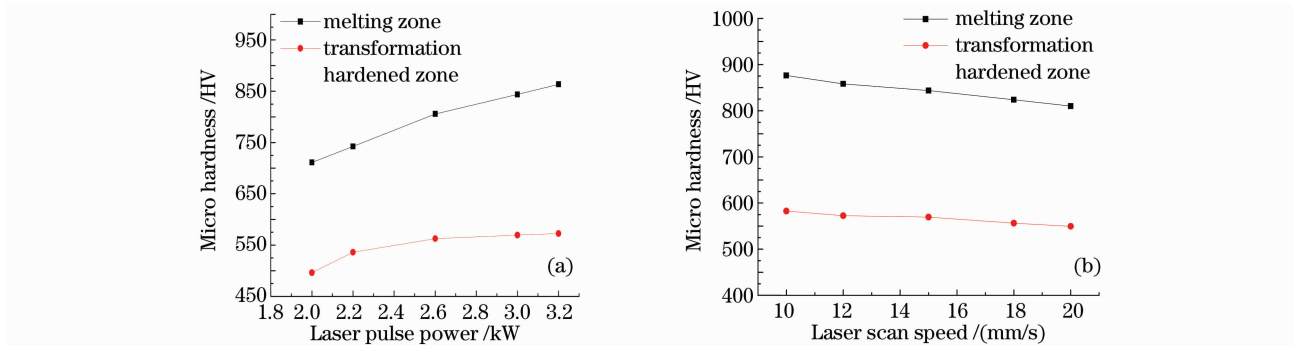 950
850
750
650
550
450
Micro hardness /HV
melting zone
transformation
hardened zone
(a)
1.8 2.0 2.2 2.4 2.6 2.8 3.0 3.2
Laser pulse power /kW
1000
900
800
700
600
500
400
Micro hardness /HV
melting zone
transformation
hardened zone
(b)
10 12 14 16 18 20
Laser scan speed /(mm/s)